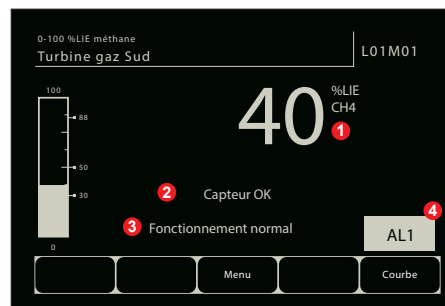 0-100 %LIE méthane
Turbine gaz Sud
L01M01
100
88
50
30
0
40
%LIE
CH4
1
2
Capteur OK
3
Fonctionnement normal
4
AL1
Menu
Courbe